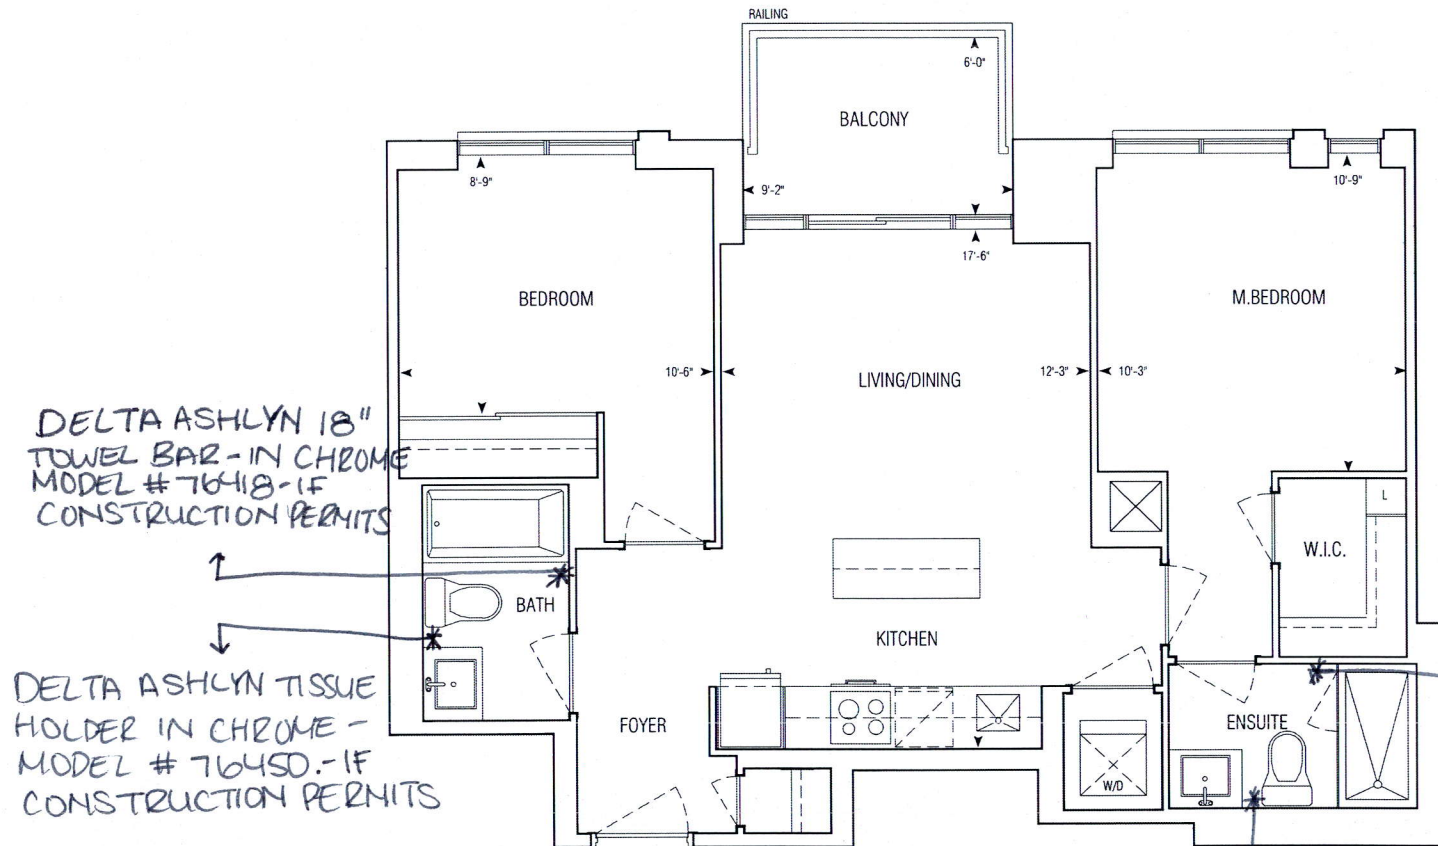 RAILING
6'-0"
BALCONY
8'-9"
9'-2"
10'-9"
17'-6"
BEDROOM
M.BEDROOM
10'-6"
LIVING/DINING
12'-3"
10'-3"
DELTA ASHLYN 18"
TOWEL BAR - IN CHROME
MODEL # 76418-1F
CONSTRUCTION PERMITS
L
W.I.C.
BATH
KITCHEN
DELTA ASHLYN TISSUE
HOLDER IN CHROME -
MODEL # 76450.-1F
CONSTRUCTION PERMITS
FOYER
ENSUITE
W/D